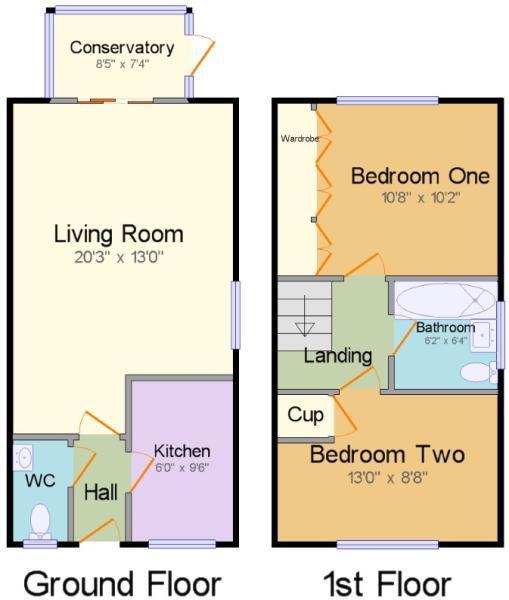 Conservatory
8'5" x 7'4"
Living Room
20'3" x 13'0"
Kitchen
6'0" x 9'6"
WC
Hall
Ground Floor
Wardrobe
Bedroom One
10'8" x 10'2"
Bathroom
6'2" x 6'4"
Landing
Cup
Bedroom Two
13'0" x 8'8"
1st Floor